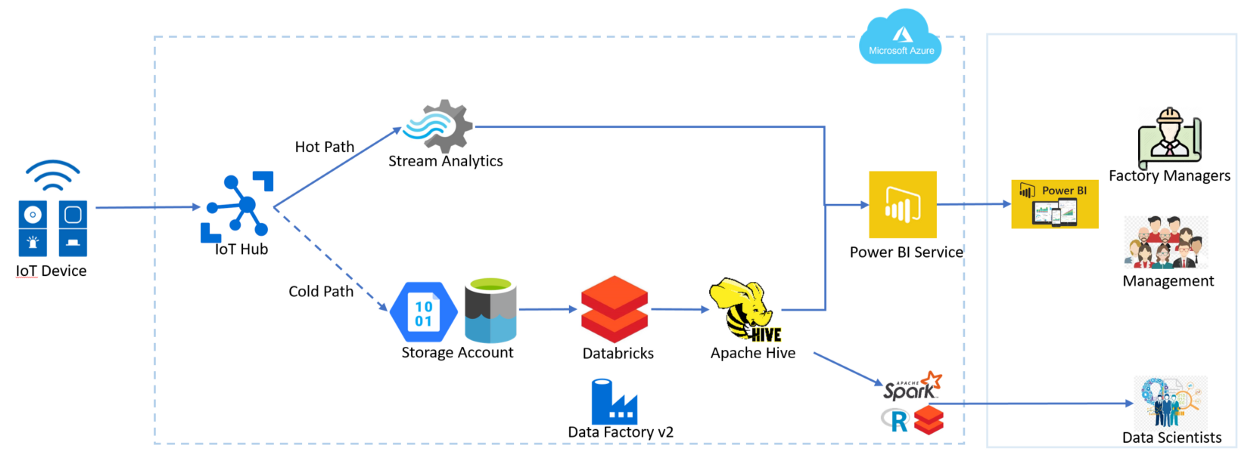 Microsoft Azure
Hot Path
Stream Analytics
Factory Managers
IoT Device
IoT Hub
Power BI Service
Power BI
Management
Cold Path
10
01
Storage Account
Databricks
HIVE
Apache Hive
Data Factory v2
APACHE
Spark
R
Data Scientists